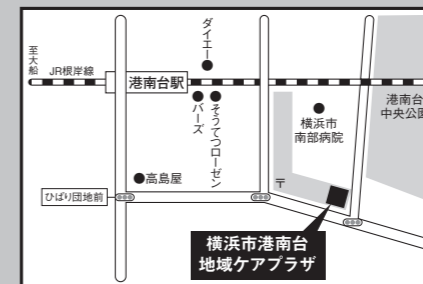 至大船
JR根岸線
港南台駅
ダイエー
バーズ
そうてつローゼン
横浜市
南部病院
港南台
中央公園
高島屋
〒
ひばり団地前
横浜市港南台
地域ケアプラザ